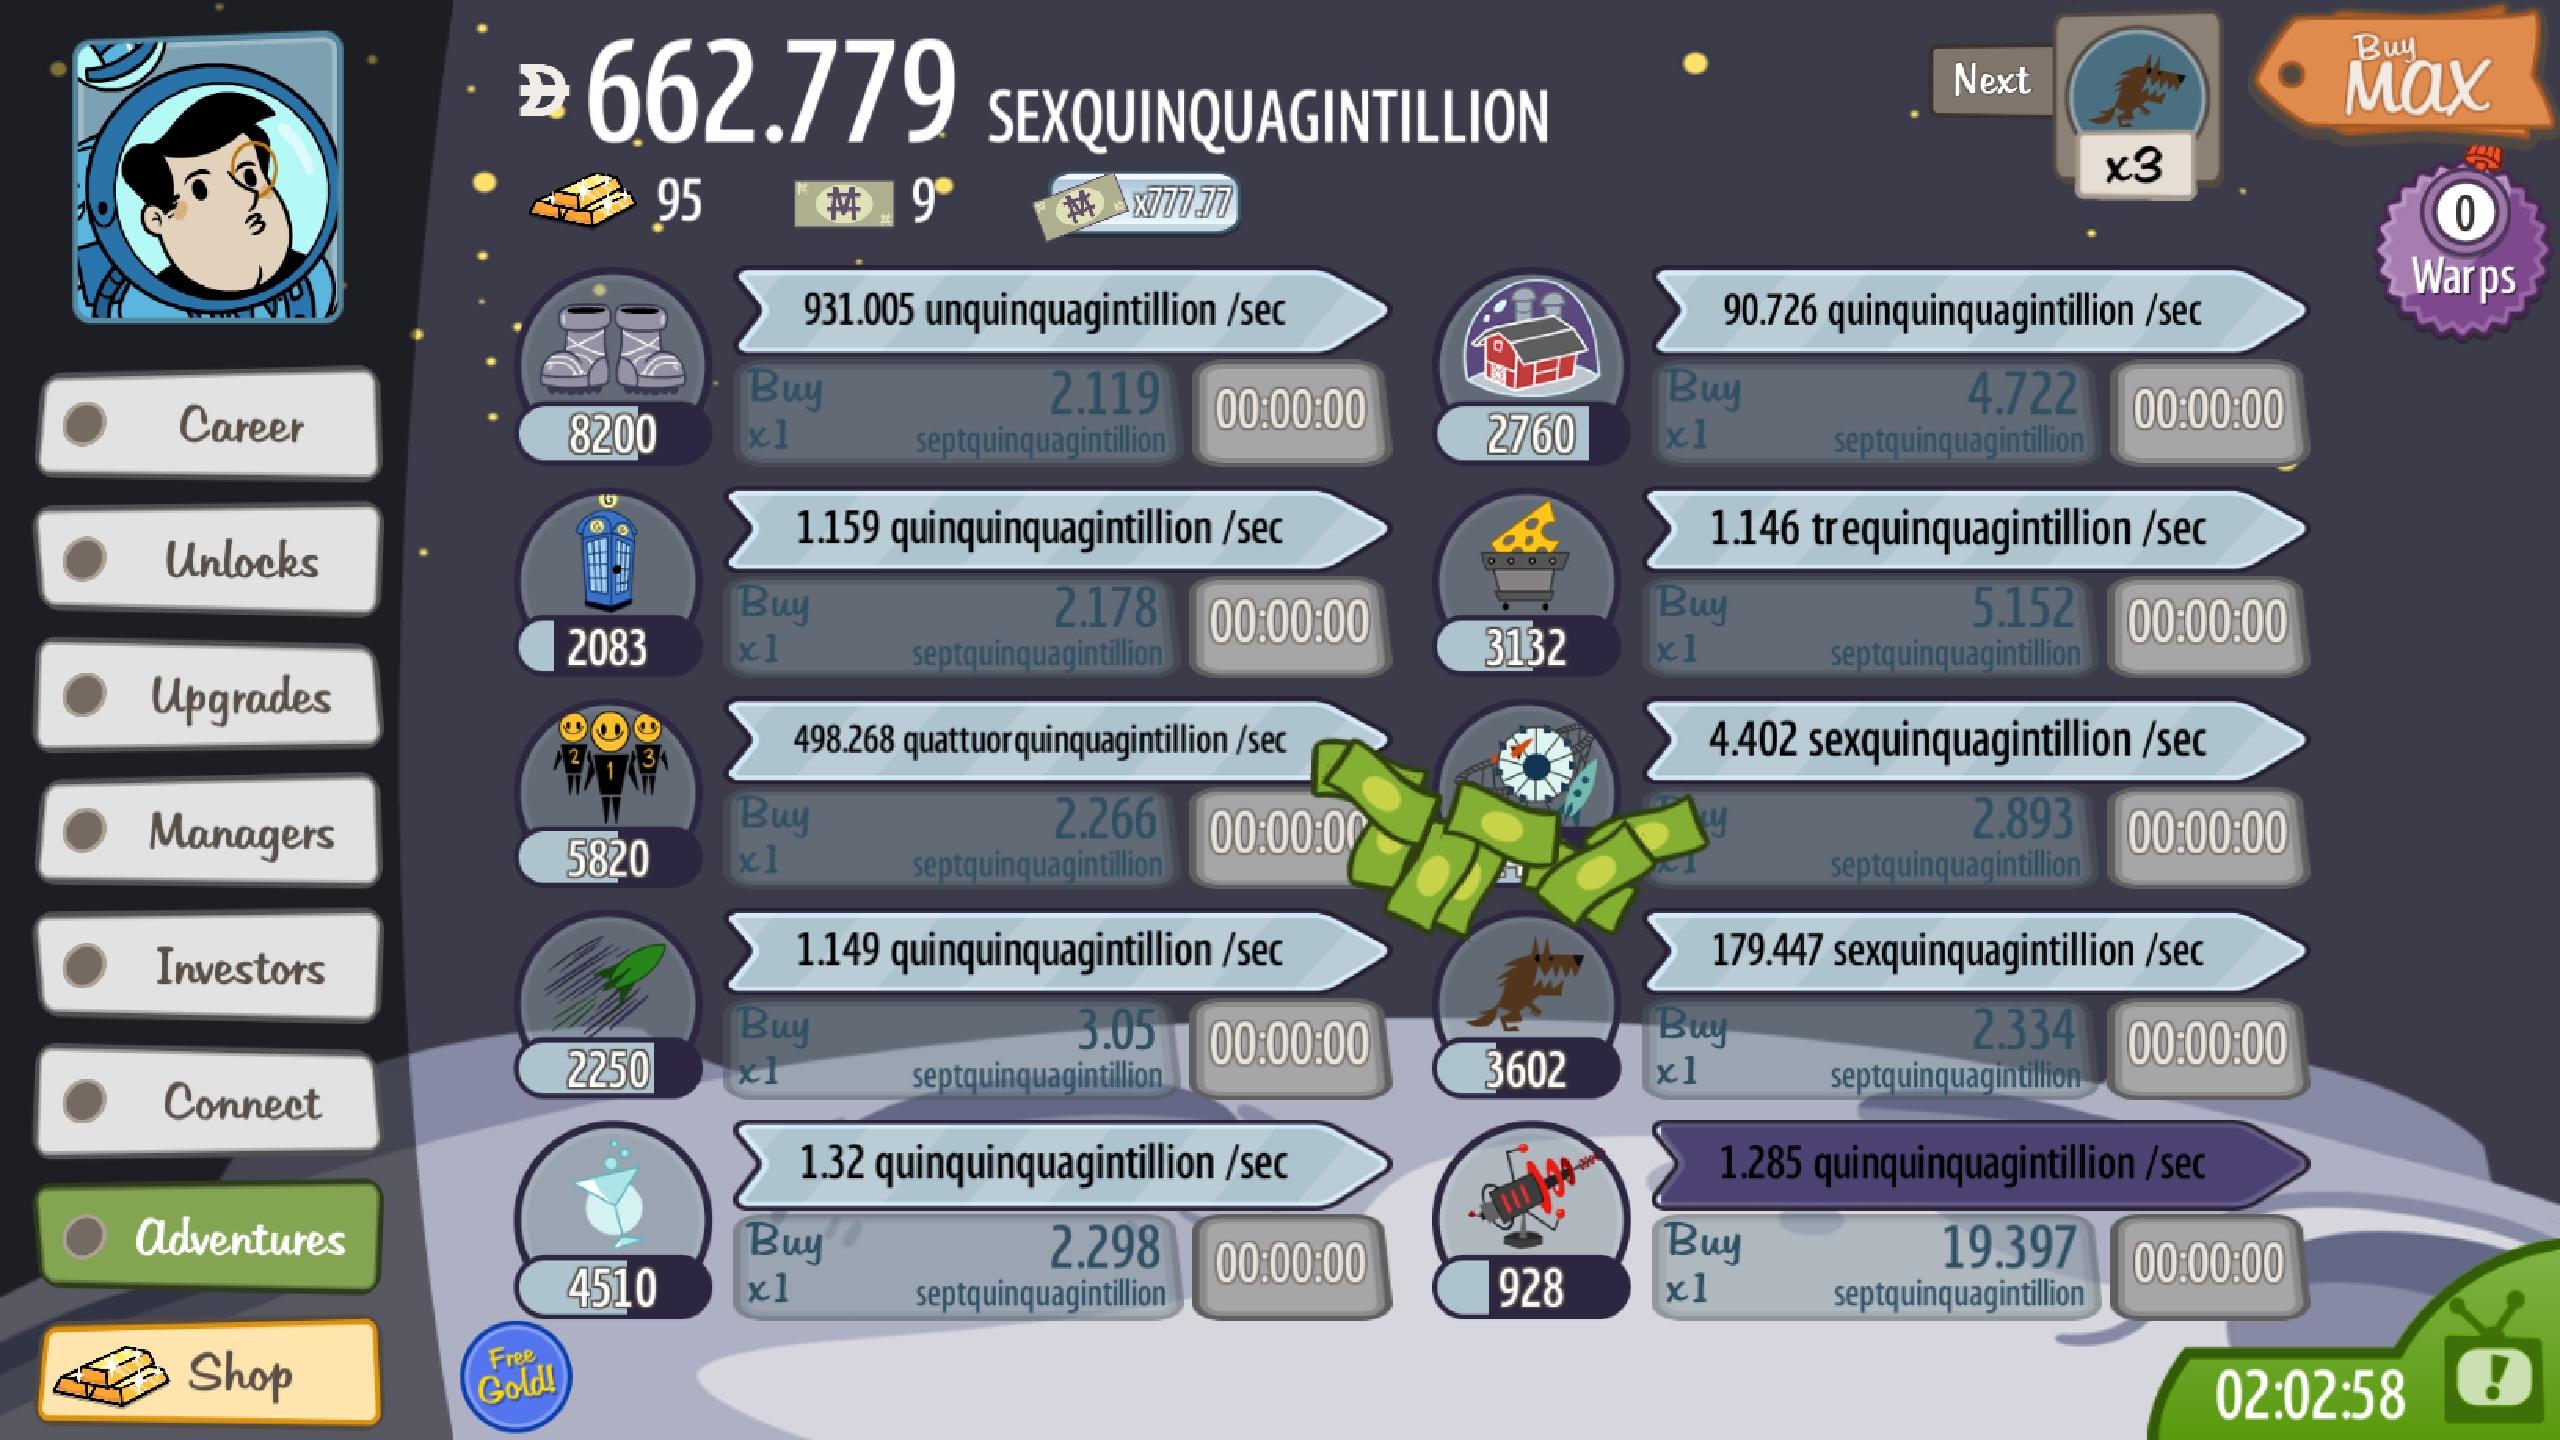 662.779 SEXQUINQUAGINTILLION
Next
x3
Buy
MAX
95
9
x777.77
0
Warps
Career
Unlocks
Upgrades
Managers
Investors
Connect
Adventures
Shop
931.005 unquinquagintillion /sec
8200
Buy
x1
2.119
septquinquagintillion
00:00:00
90.726 quinquinquagintillion /sec
2760
Buy
x1
4.722
septquinquagintillion
00:00:00
1.159 quinquinquagintillion /sec
2083
Buy
x1
2.178
septquinquagintillion
00:00:00
1.146 trequinquagintillion /sec
3132
Buy
x1
5.152
septquinquagintillion
00:00:00
498.268 quattuorquinquagintillion /sec
2 1 3
5820
Buy
x1
2.266
septquinquagintillion
00:00:00
4.402 sexquinquagintillion /sec
2.893
septquinquagintillion
00:00:00
1.149 quinquinquagintillion /sec
2250
Buy
x1
3.05
septquinquagintillion
00:00:00
179.447 sexquinquagintillion /sec
3602
Buy
x1
2.334
septquinquagintillion
00:00:00
1.32 quinquinquagintillion /sec
4510
Buy
x1
2.298
septquinquagintillion
00:00:00
1.285 quinquinquagintillion /sec
928
Buy
x1
19.397
septquinquagintillion
00:00:00
Free
Gold!
02:02:58